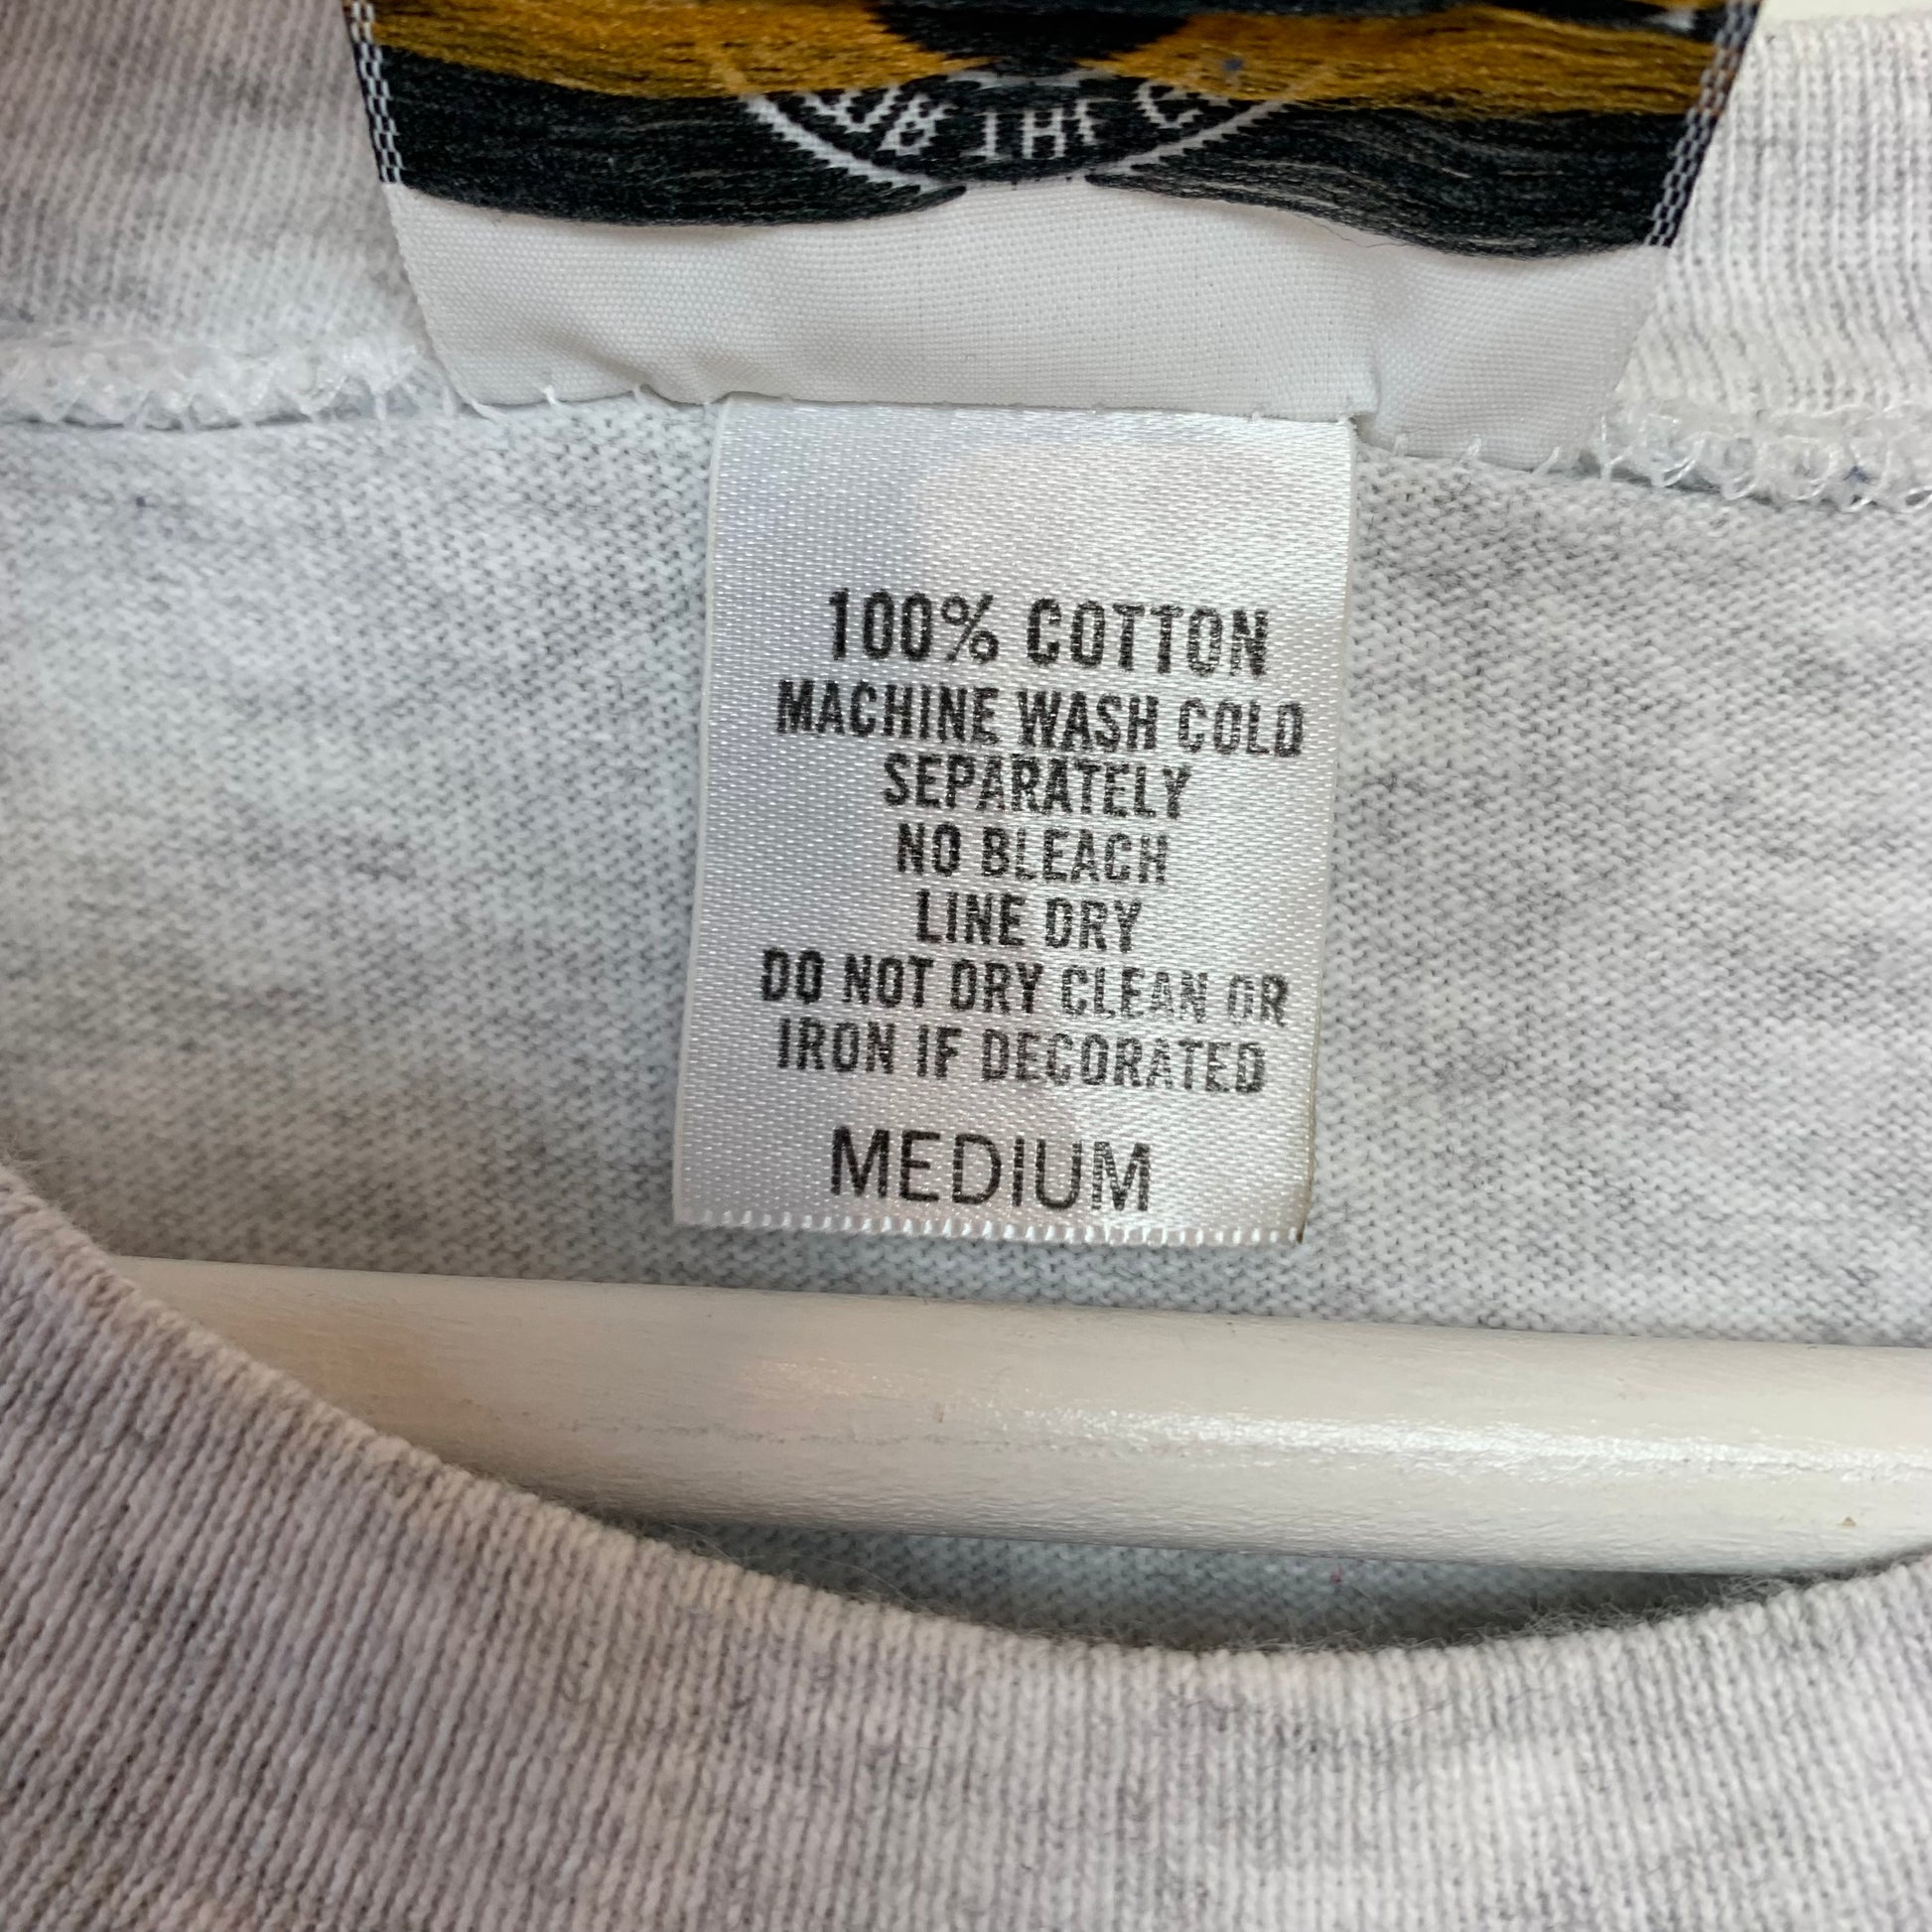 THE
100% COTTON
MACHINE WASH COLD
SEPARATELY
NO BLEACH
LINE DRY
DO NOT DRY CLEAN OR
IRON IF DECORATED
MEDIUM